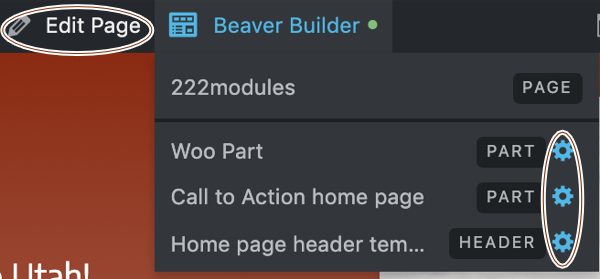 Edit Page
Beaver Builder
222modules PAGE
Woo Part PART
Call to Action home page PART
Home page header tem... HEADER
Utah!